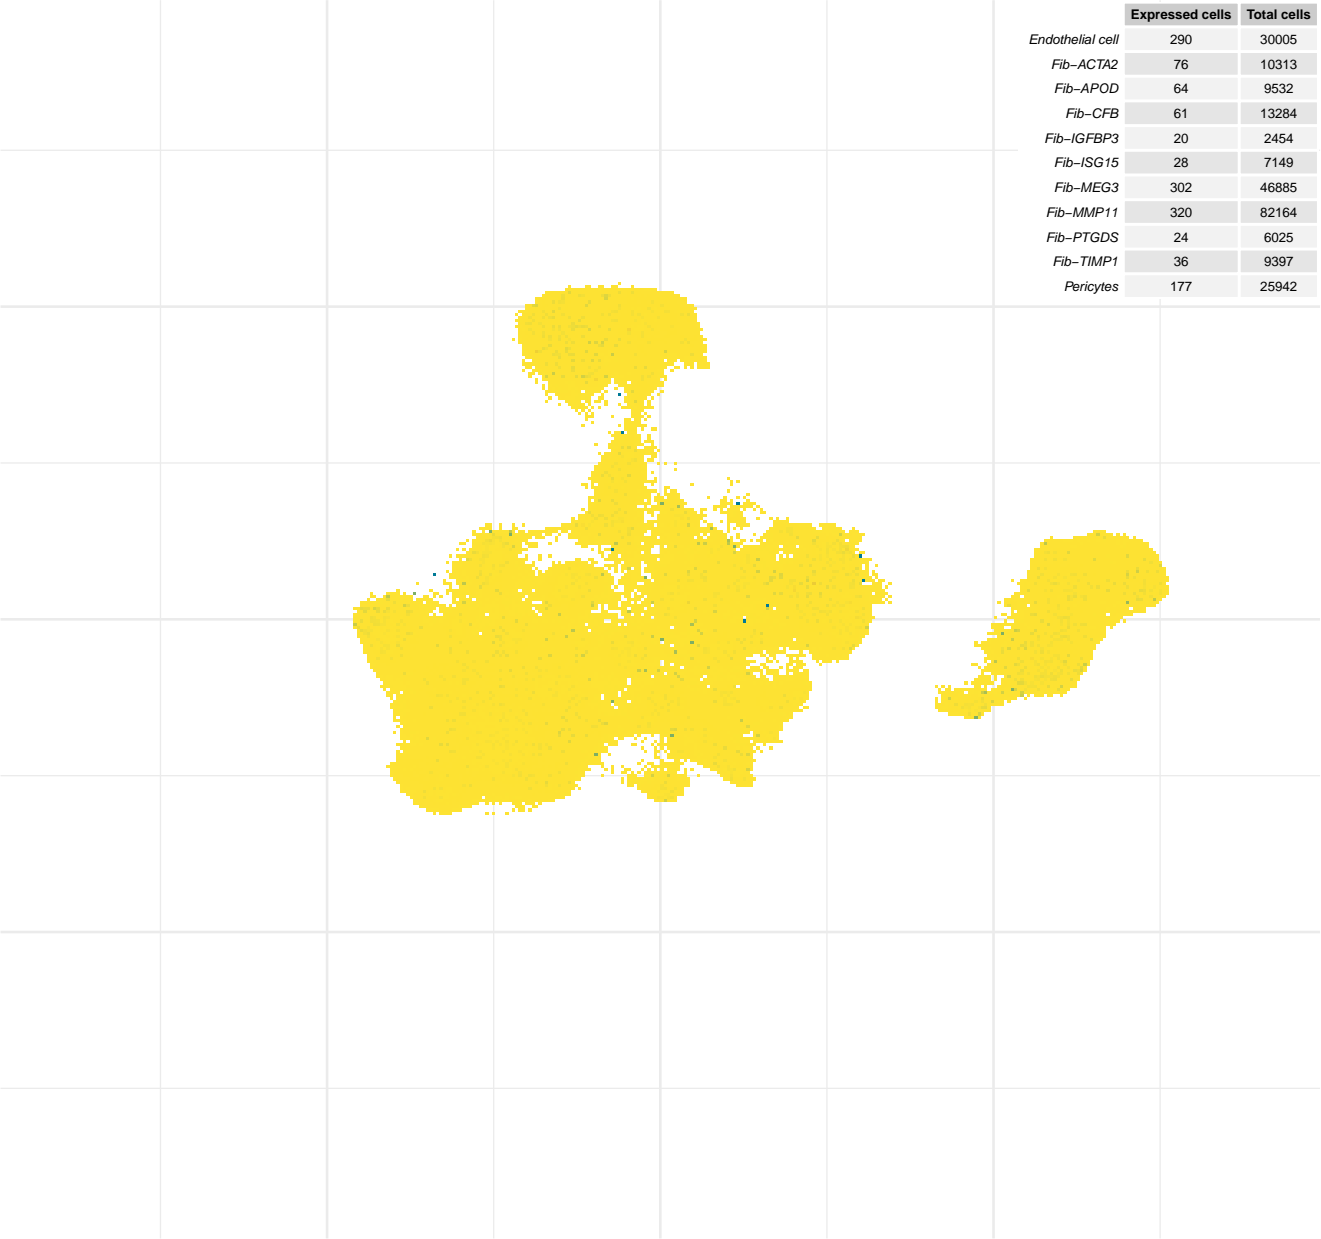 Expressed cells Total cells
Endothelial cell 290 30005
Fib−ACTA2 76 10313
Fib−APOD 64 9532
Fib−CFB 61 13284
Fib−IGFBP3 20 2454
Fib−ISG15 28 7149
Fib−MEG3 302 46885
Fib−MMP11 320 82164
Fib−PTGDS 24 6025
Fib−TIMP1 36 9397
Pericytes 177 25942